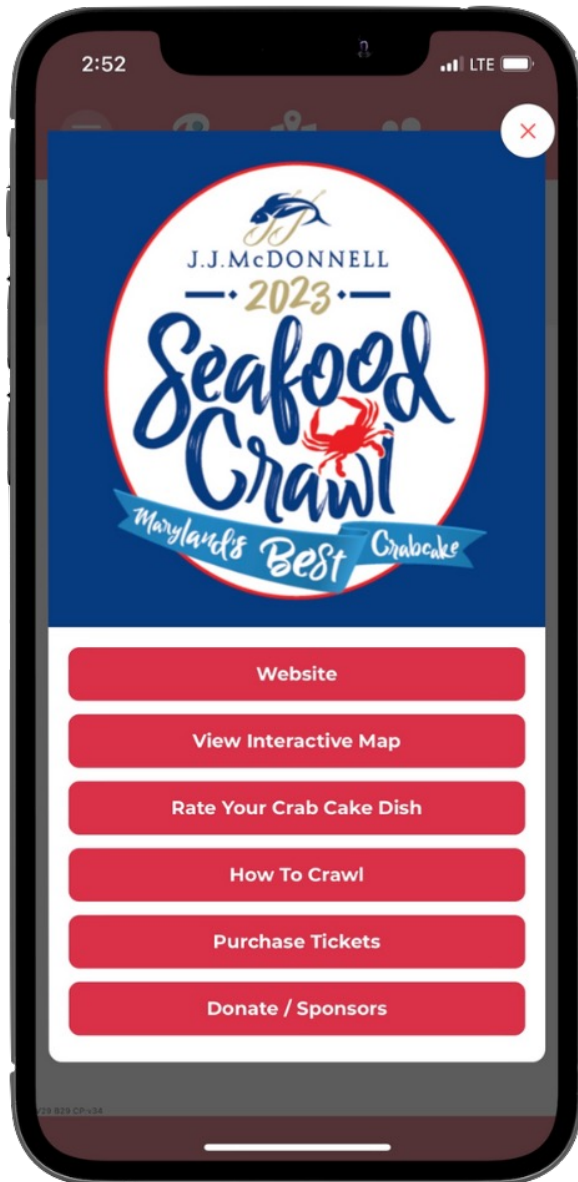 2:52
LTE
J.J.McDONNELL
2023
Seafood
Crawl
Maryland's Best Crabcake
Website
View Interactive Map
Rate Your Crab Cake Dish
How To Crawl
Purchase Tickets
Donate / Sponsors